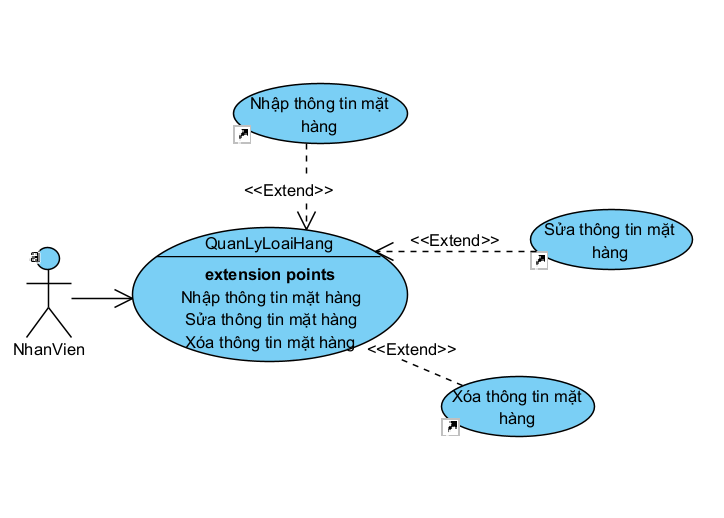 Nhập thông tin mặt
hàng
<<Extend>>
QuanLyLoaiHang
extension points
Nhập thông tin mặt hàng
Sửa thông tin mặt hàng
Xóa thông tin mặt hàng
<<Extend>>
Sửa thông tin mặt
hàng
a
NhanVien
<<Extend>>
Xóa thông tin mặt
hàng